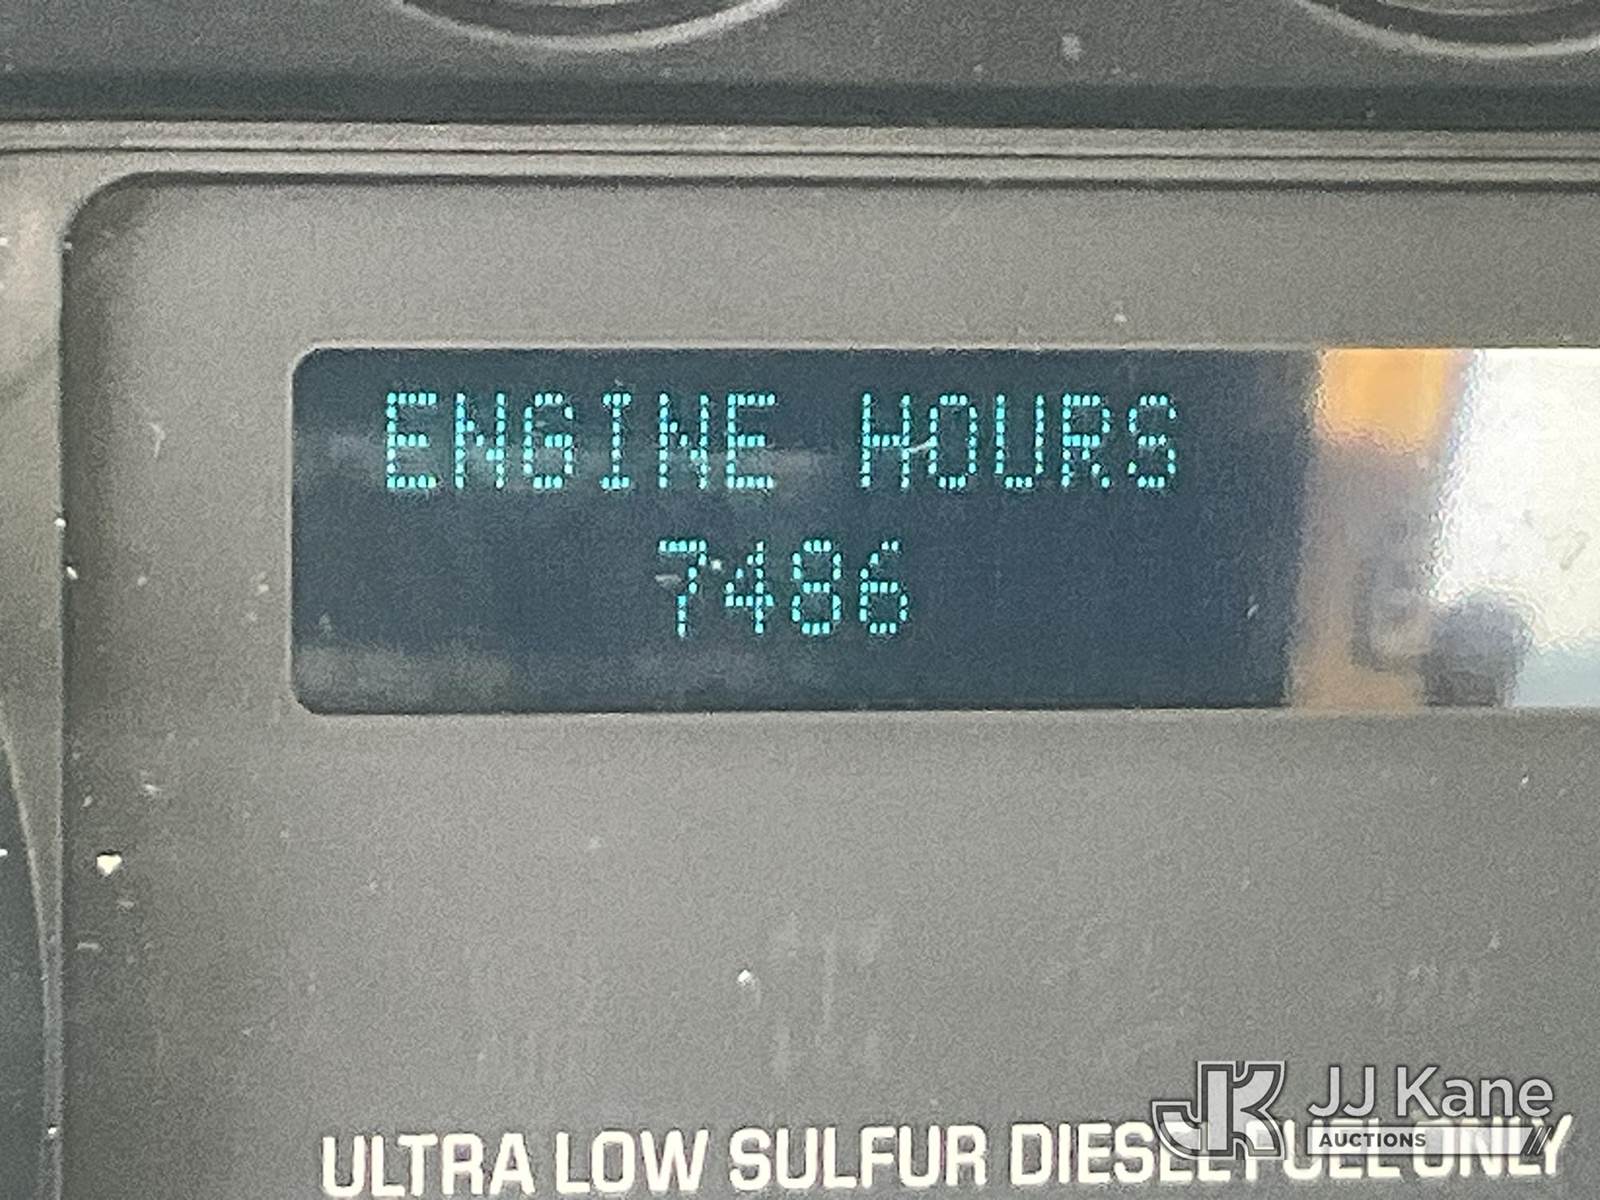 ENGINE HOURS
7486
JJ Kane
AUCTIONS
ULTRA LOW SULFUR DIESEL FUEL ONLY